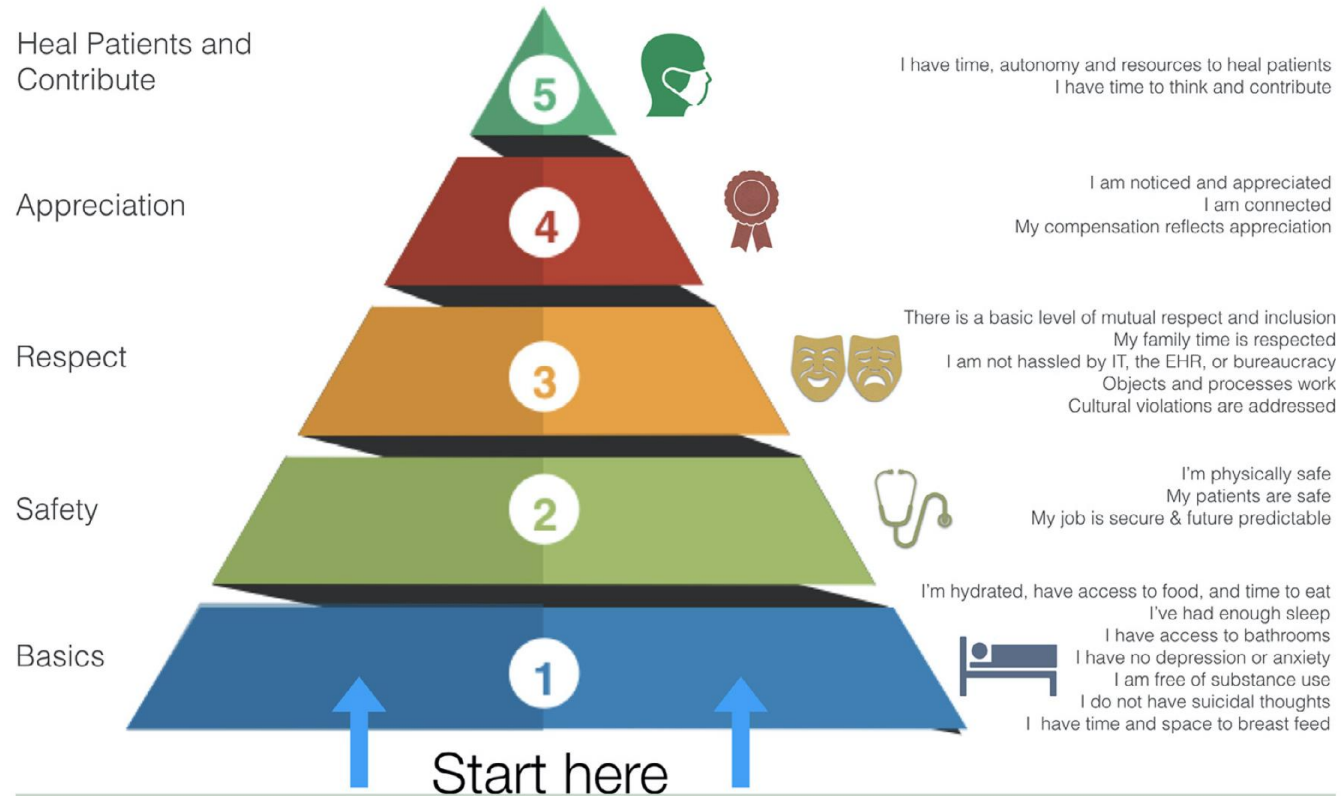 Heal Patients and
Contribute
5
I have time, autonomy and resources to heal patients
I have time to think and contribute
Appreciation
4
I am noticed and appreciated
I am connected
My compensation reflects appreciation
Respect
3
There is a basic level of mutual respect and inclusion
My family time is respected
I am not hassled by IT, the EHR, or bureaucracy
Objects and processes work
Cultural violations are addressed
Safety
2
I'm physically safe
My patients are safe
My job is secure & future predictable
Basics
1
I'm hydrated, have access to food, and time to eat
I've had enough sleep
I have access to bathrooms
I have no depression or anxiety
I am free of substance use
I do not have suicidal thoughts
I have time and space to breast feed
Start here